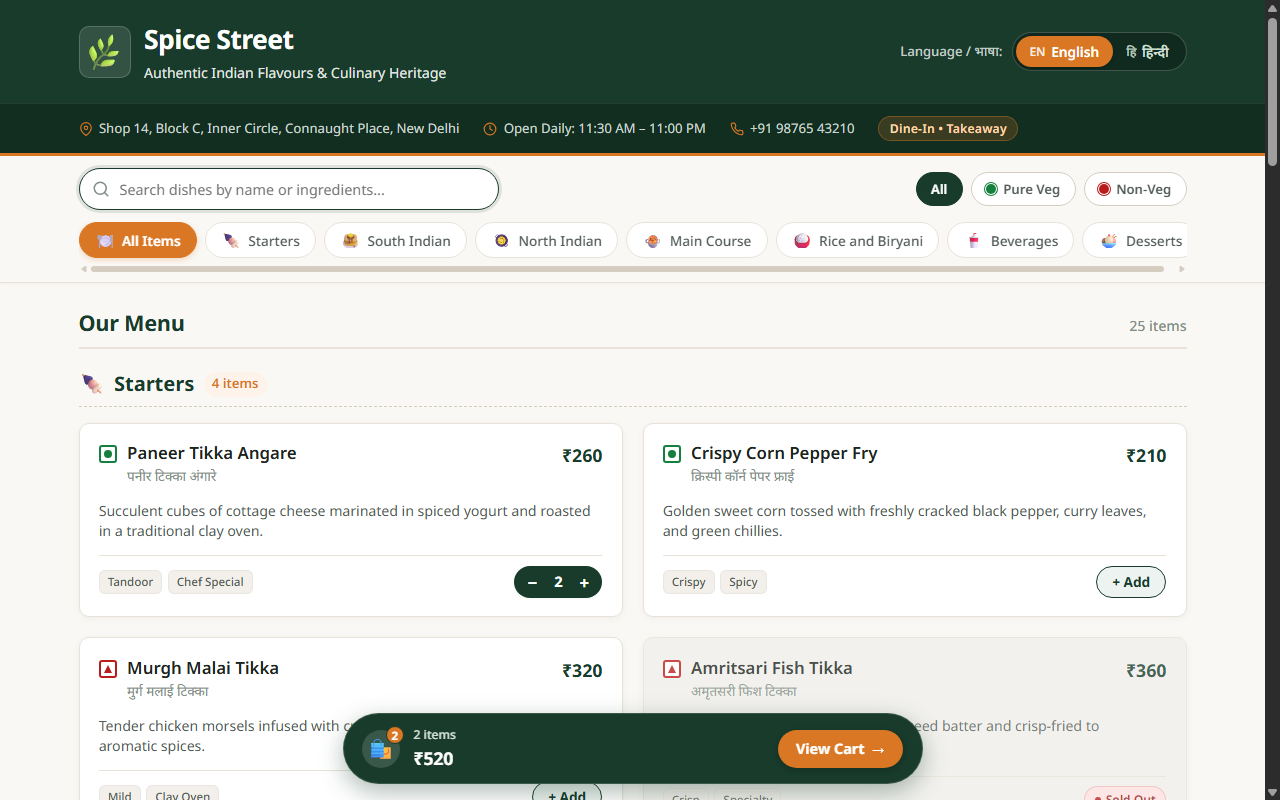 Spice Street
Authentic Indian Flavours & Culinary Heritage
Language / भाषा:
EN English
हि हिन्दी
Shop 14, Block C, Inner Circle, Connaught Place, New Delhi
Open Daily: 11:30 AM – 11:00 PM
+91 98765 43210
Dine-In • Takeaway
Search dishes by name or ingredients...
All
Pure Veg
Non-Veg
All Items
Starters
South Indian
North Indian
Main Course
Rice and Biryani
Beverages
Desserts
Our Menu
25 items
Starters
4 items
Paneer Tikka Angare
₹260
पनीर टिक्का अंगारे
Succulent cubes of cottage cheese marinated in spiced yogurt and roasted
in a traditional clay oven.
Tandoor
Chef Special
− 2 +
Crispy Corn Pepper Fry
₹210
क्रिस्पी कॉर्न पेपर फ्राई
Golden sweet corn tossed with freshly cracked black pepper, curry leaves,
and green chillies.
Crispy
Spicy
+ Add
Murgh Malai Tikka
₹320
मुर्ग मलाई टिक्का
Tender chicken morsels infused with
aromatic spices.
Mild
Clay Oven
+ Add
Amritsari Fish Tikka
₹360
अमृतसरी फिश टिक्का
batter and crisp-fried to
Crisp
Specialty
• Sold Out
2
2 items
₹520
View Cart →